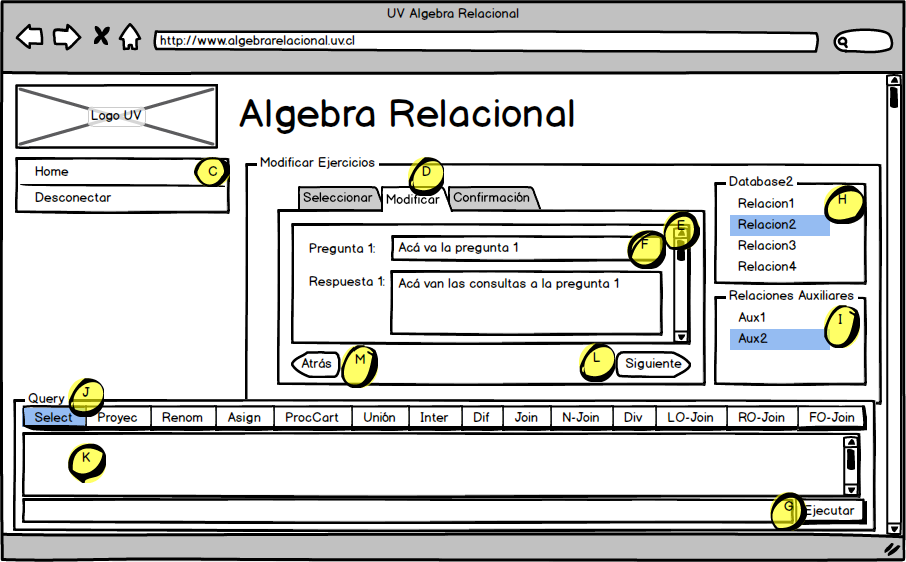 UV Algebra Relacional
http://www.algebrarelacional.uv.cl
Logo UV
Algebra Relacional
Home
C
Desconectar
Modificar Ejercicios
D
Seleccionar
Modificar
Confirmación
E
Pregunta 1:
Acá va la pregunta 1
F
Respuesta 1:
Acá van las consultas a la pregunta 1
Atrás
M
L
Siguiente
Database2
Relacion1
H
Relacion2
Relacion3
Relacion4
Relaciones Auxiliares
Aux1
I
Aux2
Query
J
Select Proyec Renom Asign ProcCart Unión Inter Dif Join N-Join Div LO-Join RO-Join FO-Join
K
G
Ejecutar